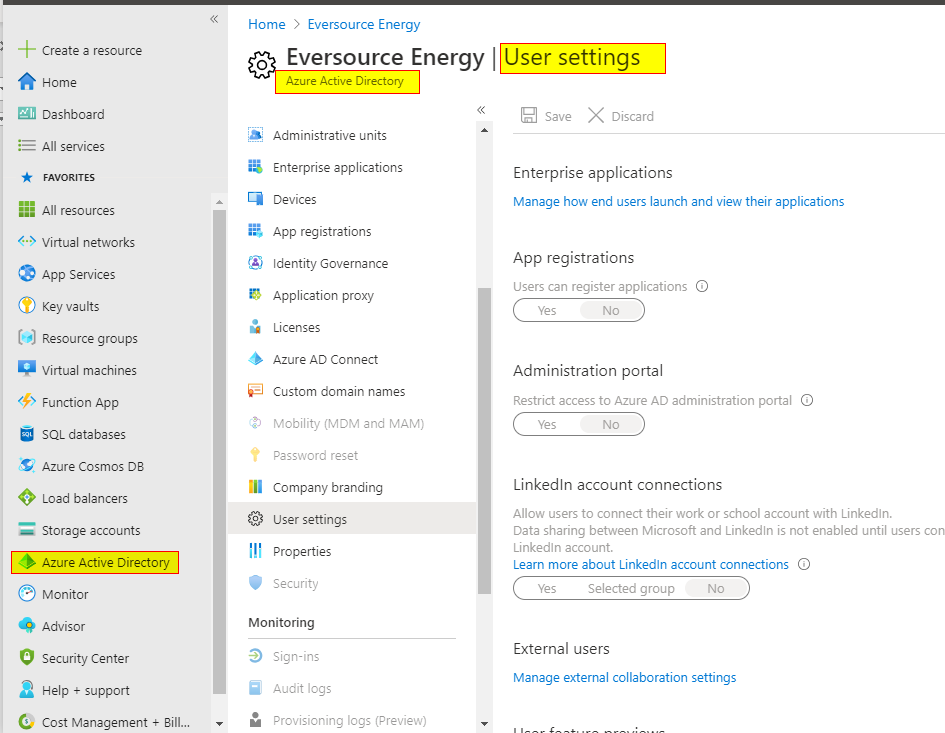 Create a resource
Home
Dashboard
All services
FAVORITES
All resources
Virtual networks
App Services
Key vaults
Resource groups
Virtual machines
Function App
SQL databases
Azure Cosmos DB
Load balancers
Storage accounts
Azure Active Directory
Monitor
Advisor
Security Center
Help + support
Cost Management + Bill...
Home > Eversource Energy
Eversource Energy | User settings
Azure Active Directory
Administrative units
Enterprise applications
Devices
App registrations
Identity Governance
Application proxy
Licenses
Azure AD Connect
Custom domain names
Mobility (MDM and MAM)
Password reset
Company branding
User settings
Properties
Security
Monitoring
Sign-ins
Audit logs
Provisioning logs (Preview)
Save Discard
Enterprise applications
Manage how end users launch and view their applications
App registrations
Users can register applications
Yes No
Administration portal
Restrict access to Azure AD administration portal
Yes No
LinkedIn account connections
Allow users to connect their work or school account with LinkedIn.
Data sharing between Microsoft and LinkedIn is not enabled until users con
LinkedIn account.
Learn more about LinkedIn account connections
Yes Selected group No
External users
Manage external collaboration settings
User feature previews